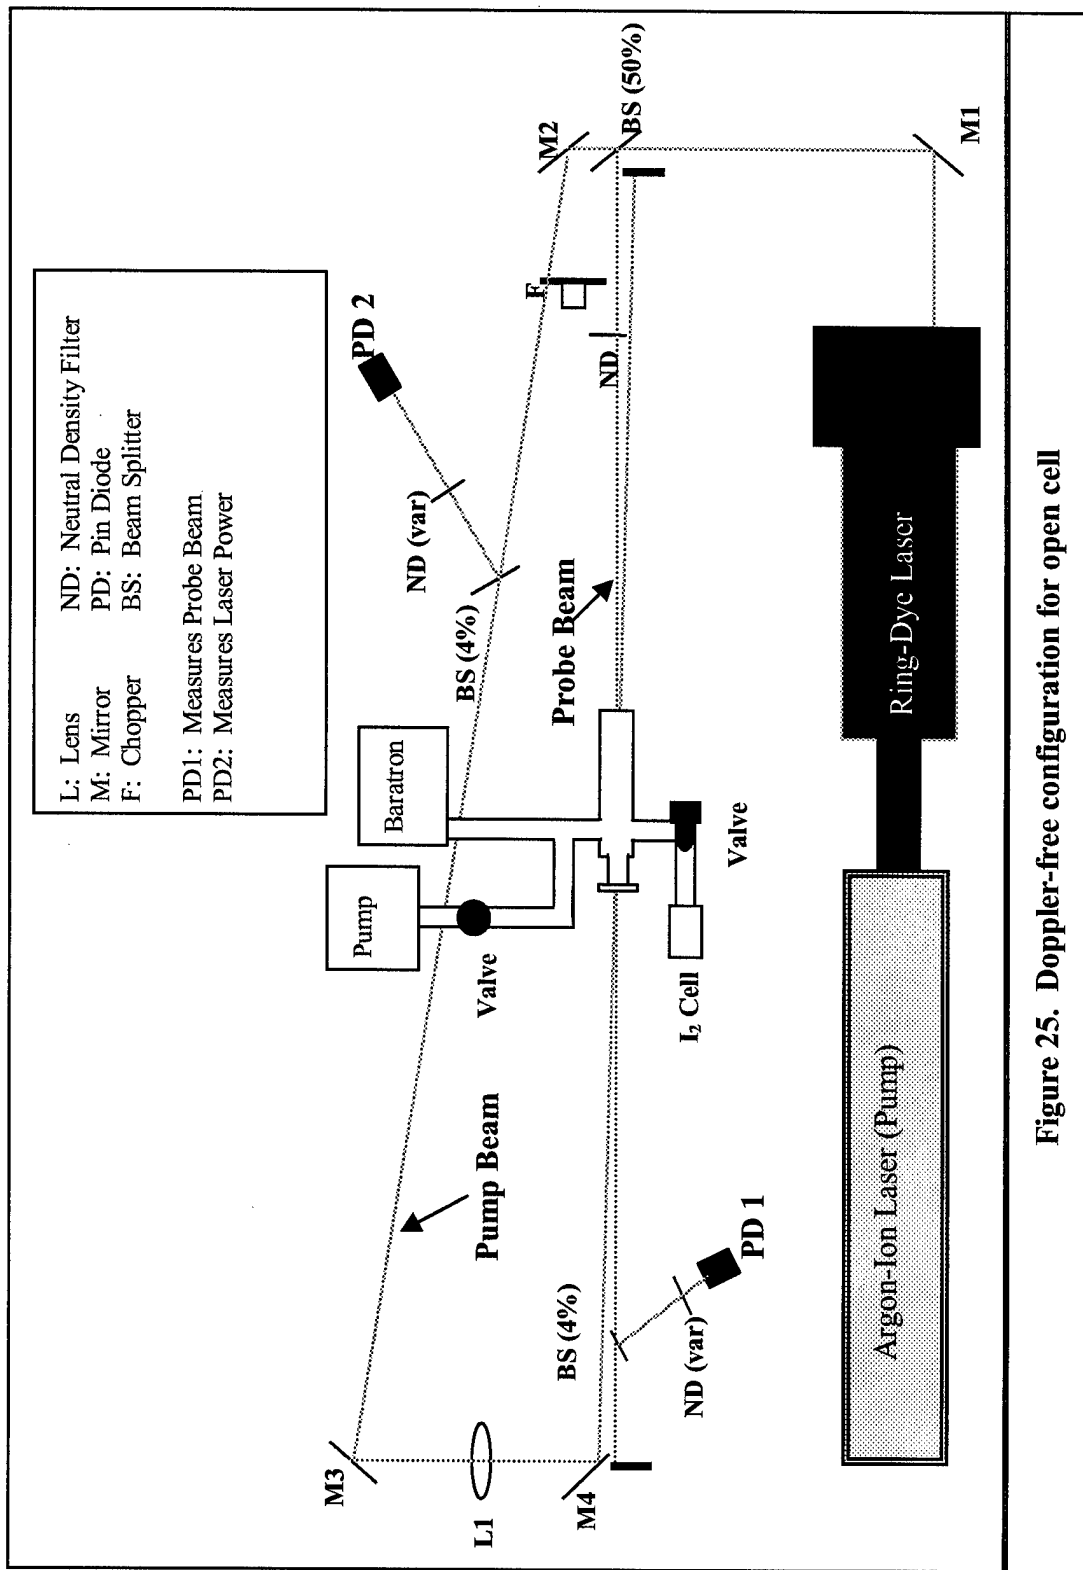 L: Lens ND: Neutral Density Filter
M: Mirror PD: Pin Diode
F: Chopper BS: Beam Splitter
PD1: Measures Probe Beam
PD2: Measures Laser Power
M3
L1
M4
Pump Beam
BS (4%)
ND (var)
PD 1
Pump
Valve
Baratron
I₂ Cell
Valve
BS (4%)
ND (var)
PD 2
Probe Beam
F
ND
M2
BS (50%)
M1
Argon-Ion Laser (Pump)
Ring-Dye Laser
Figure 25. Doppler-free configuration for open cell